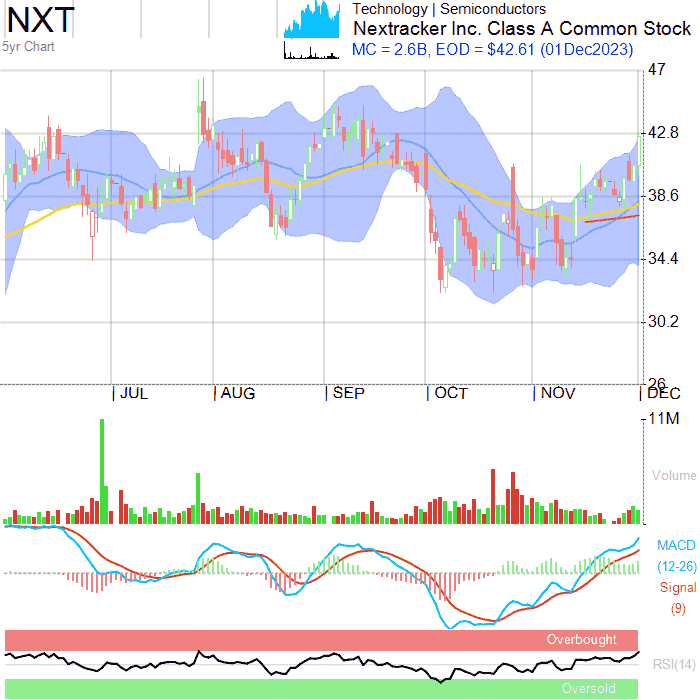 NXT
5yr Chart
Technology | Semiconductors
Nextracker Inc. Class A Common Stock
MC = 2.6B, EOD = $42.61 (01Dec2023)
47
42.8
38.6
34.4
30.2
26
JUL
AUG
SEP
OCT
NOV
DEC
11M
Volume
MACD
(12-26)
Signal
(9)
Overbought
RSI(14)
Oversold